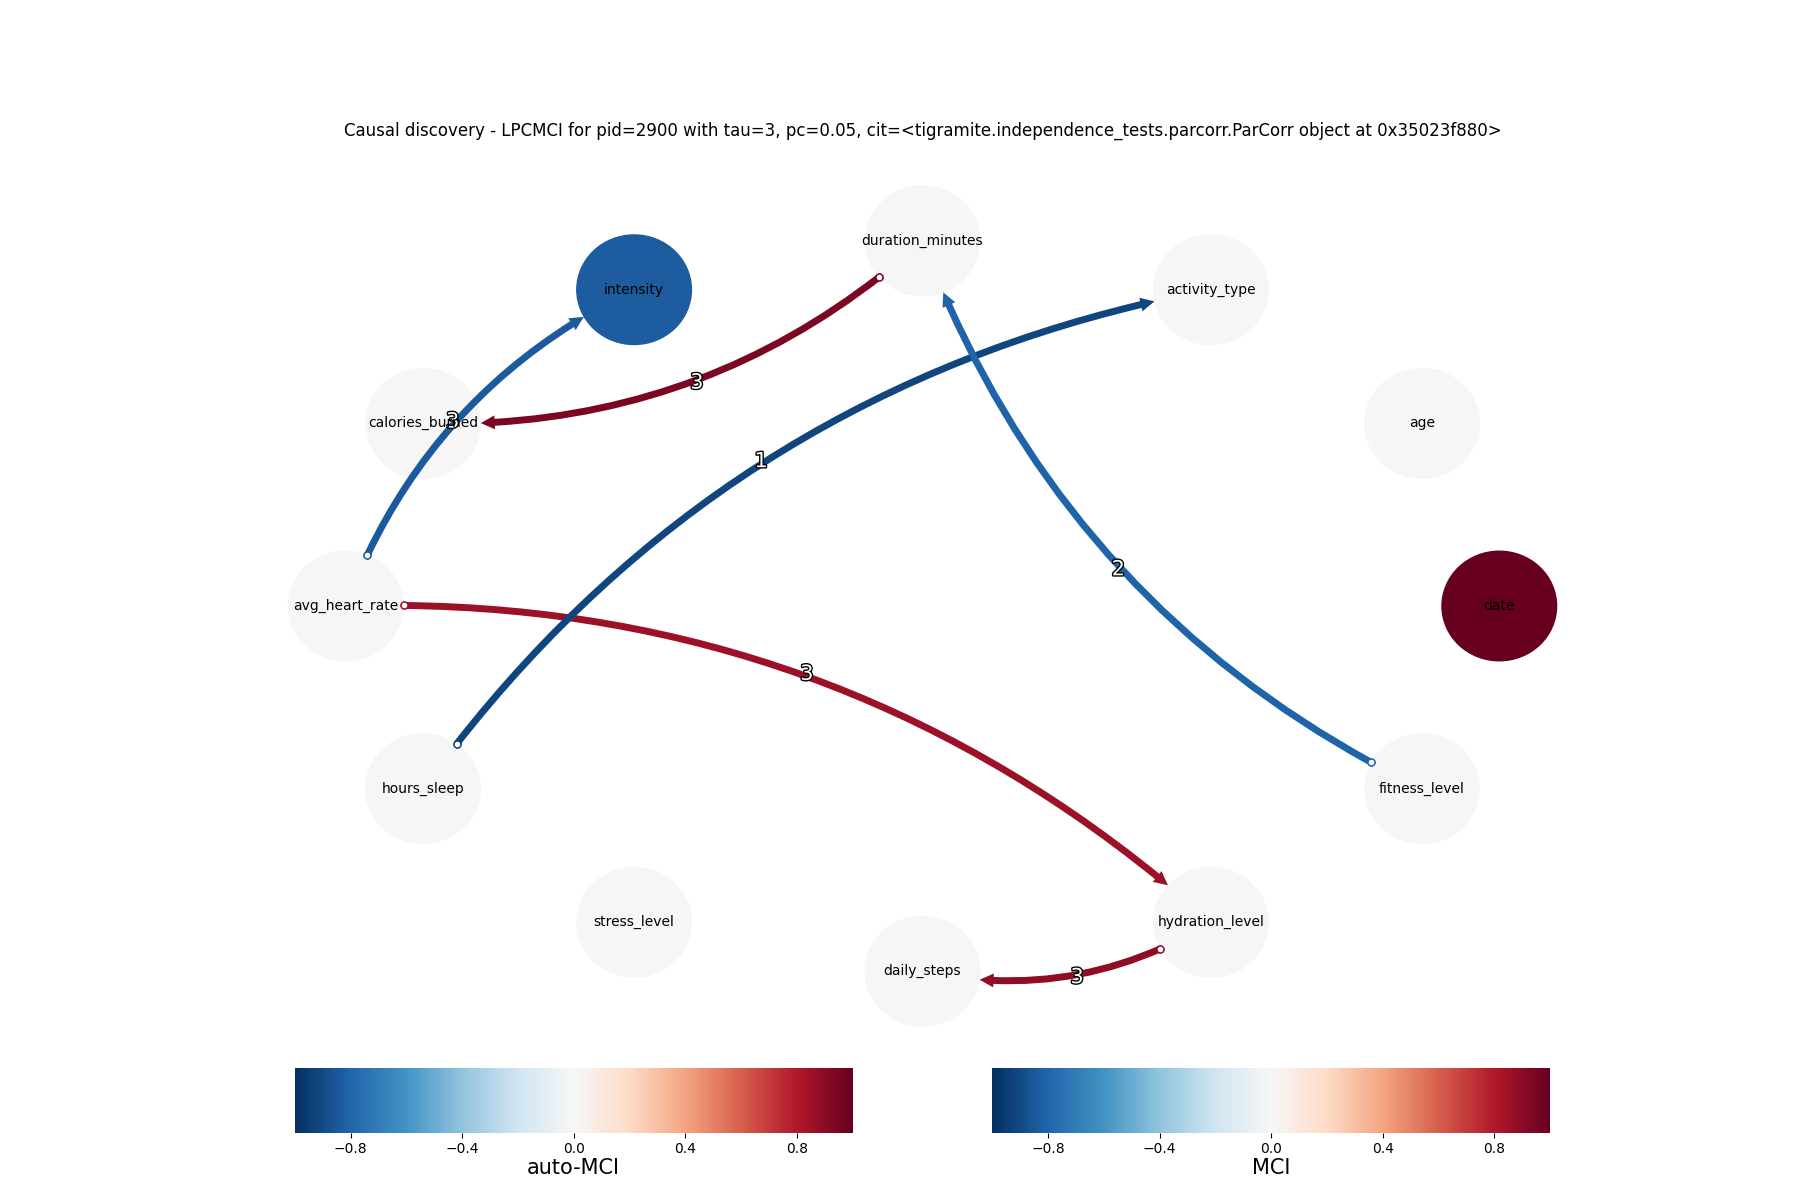 Causal discovery - LPCMCI for pid=2900 with tau=3, pc=0.05, cit=<tigramite.independence_tests.parcorr.ParCorr object at 0x35023f880>
duration_minutes
intensity
activity_type
3
calories_burned
3
age
1
2
avg_heart_rate
date
3
hours_sleep
fitness_level
stress_level
hydration_level
daily_steps
3
−0.8 −0.4 0.0 0.4 0.8
auto-MCI
−0.8 −0.4 0.0 0.4 0.8
MCI